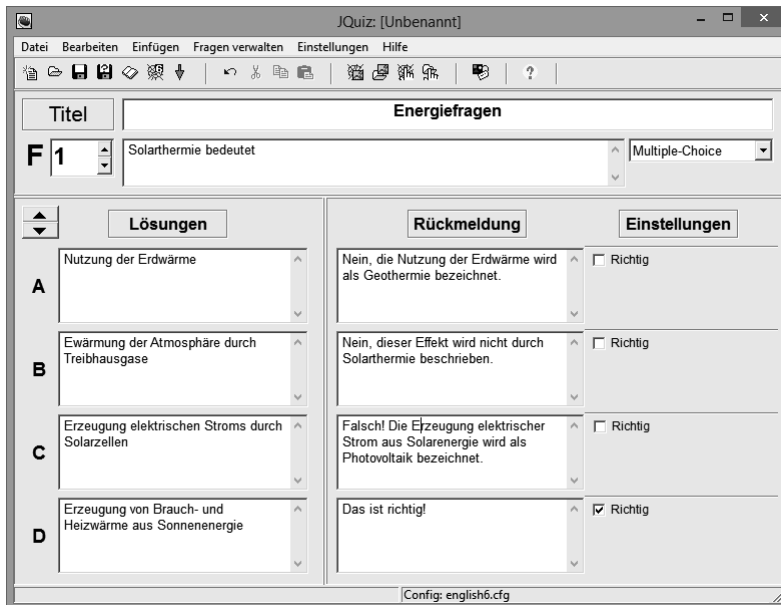 JQuiz: [Unbenannt]
Datei Bearbeiten Einfügen Fragen verwalten Einstellungen Hilfe
Titel
Energiefragen
F 1
Solarthermie bedeutet
Multiple-Choice
Lösungen
Rückmeldung
Einstellungen
A
Nutzung der Erdwärme
Nein, die Nutzung der Erdwärme wird
als Geothermie bezeichnet.
Richtig
B
Ewärmung der Atmosphäre durch
Treibhausgase
Nein, dieser Effekt wird nicht durch
Solarthermie beschrieben.
Richtig
C
Erzeugung elektrischen Stroms durch
Solarzellen
Falsch! Die Erzeugung elektrischer
Strom aus Solarenergie wird als
Photovoltaik bezeichnet.
Richtig
D
Erzeugung von Brauch- und
Heizwärme aus Sonnenenergie
Das ist richtig!
Richtig
Config: english6.cfg